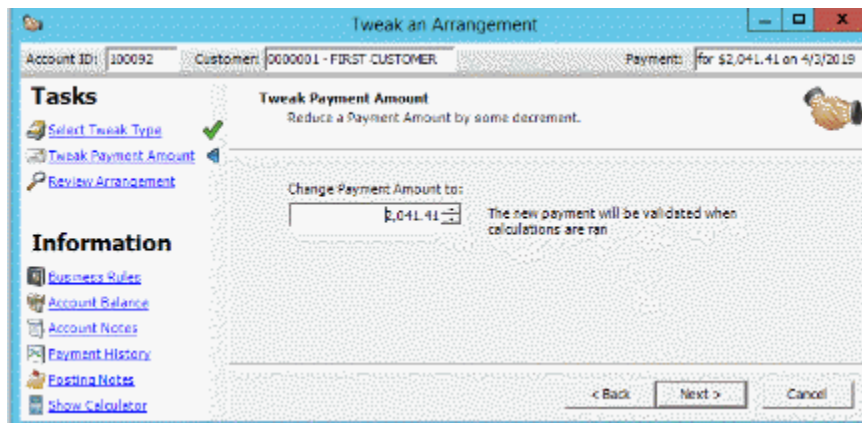 Tweak an Arrangement
Account ID: 100092 Customer: 0000001 - FIRST CUSTOMER Payment: for $2,041.41 on 4/3/2019
Tasks
Select Tweak Type
Tweak Payment Amount
Review Arrangement
Information
Business Rules
Account Balance
Account Notes
Payment History
Posting Notes
Show Calculator
Tweak Payment Amount
Reduce a Payment Amount by some decrement.
Change Payment Amount to:
2,041.41
The new payment will be validated when
calculations are ran
< Back Next > Cancel